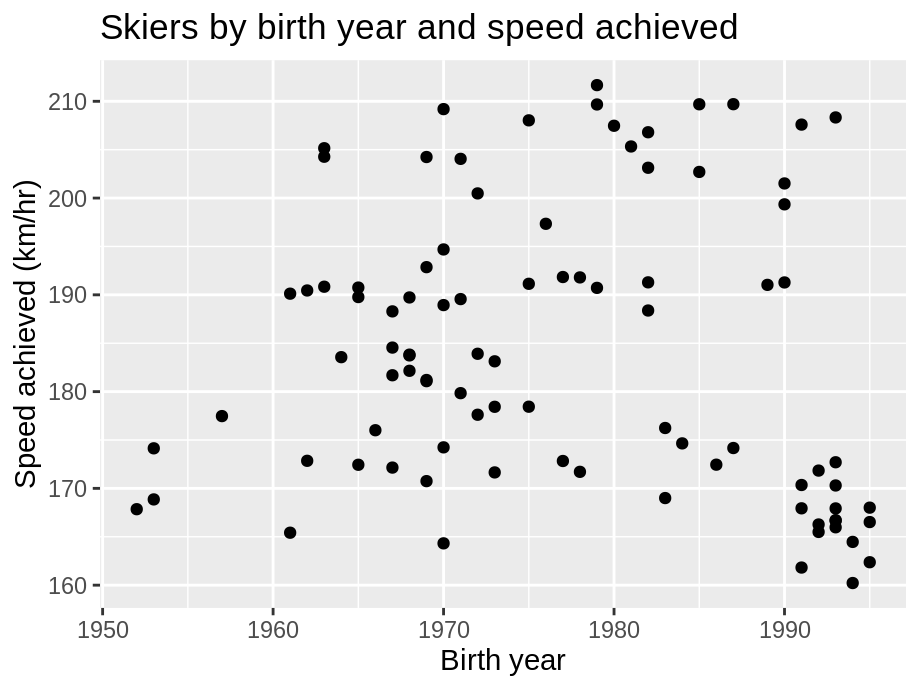 Skiers by birth year and speed achieved
Speed achieved (km/hr)
210
200
190
180
170
160
1950 1960 1970 1980 1990
Birth year